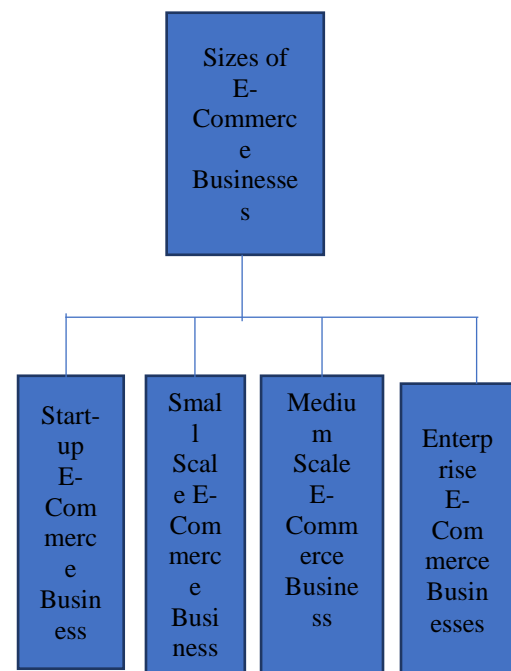 Sizes of
E-
Commerc
e
Businesse
s
Start-
up
E-
Com
merc
e
Busin
ess
Smal
l
Scal
e E-
Com
merc
e
Busi
ness
Mediu
m
Scale
E-
Comm
erce
Busine
ss
Enterp
rise
E-
Com
merce
Busin
esses